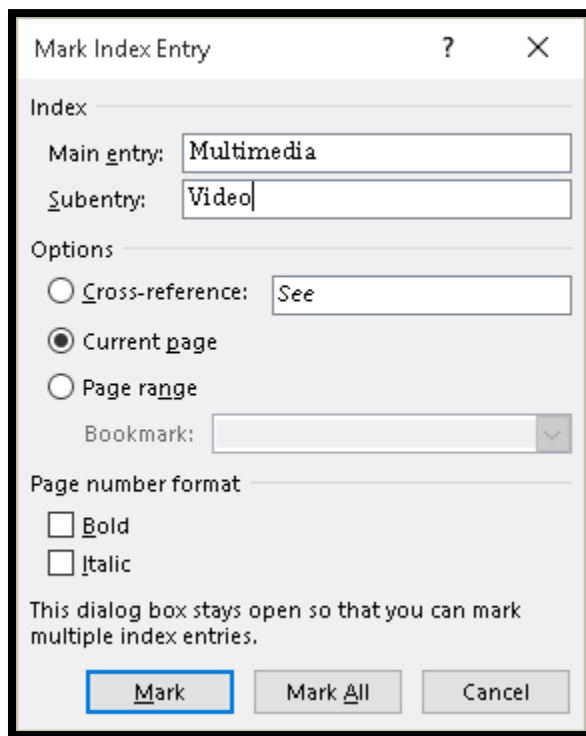 Mark Index Entry ?
Index
Main entry: Multimedia
Subentry: Video
Options
Cross-reference: See
Current page
Page range
Bookmark:
Page number format
Bold
Italic
This dialog box stays open so that you can mark
multiple index entries.
Mark Mark All Cancel